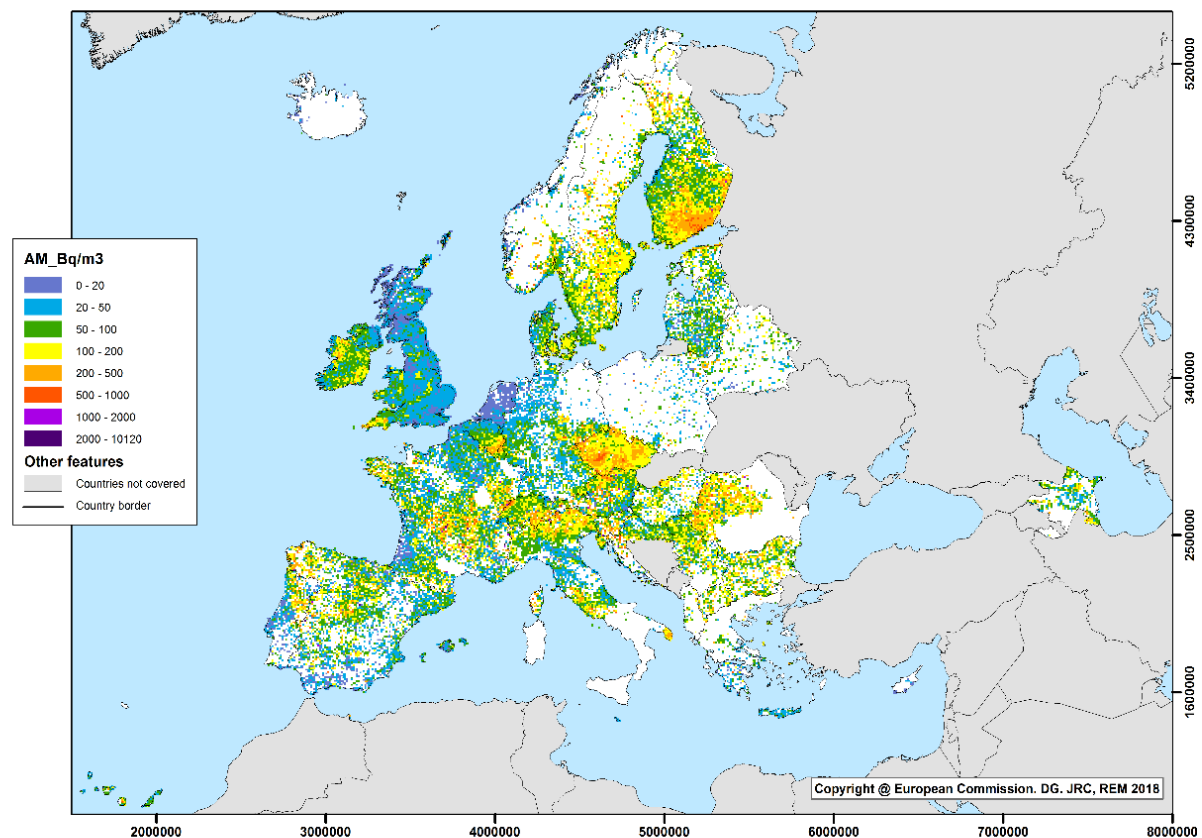 AM_Bq/m3
0 - 20
20 - 50
50 - 100
100 - 200
200 - 500
500 - 1000
1000 - 2000
2000 - 10120
Other features
Countries not covered
Country border
5200000
4300000
3400000
2500000
1600000
Copyright @ European Commission. DG. JRC, REM 2018
2000000 3000000 4000000 5000000 6000000 7000000 8000000